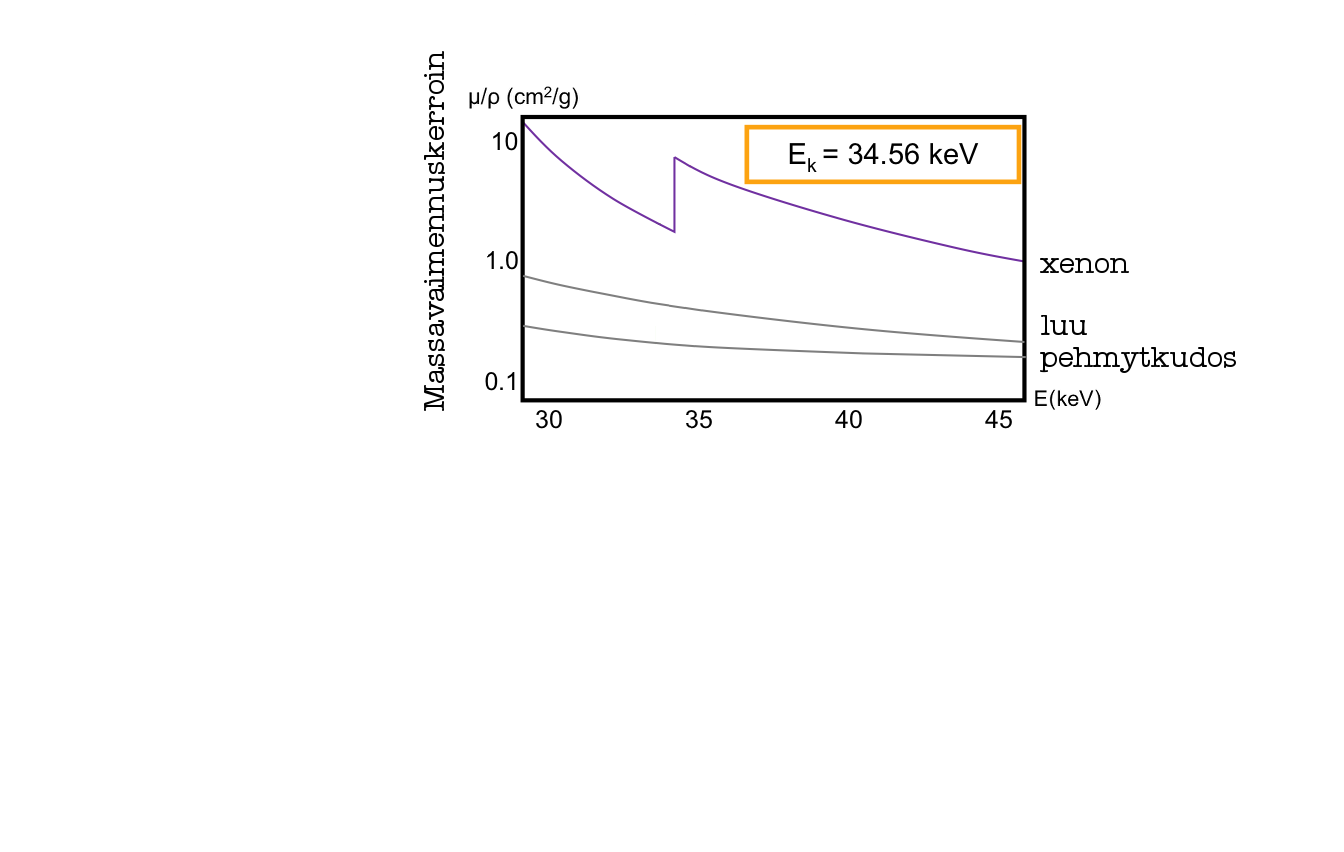 Massavaimennuskerroin
μ/ρ (cm²/g)
10
1.0
0.1
Eₖ = 34.56 keV
xenon
luu
pehmytkudos
E(keV)
30 35 40 45